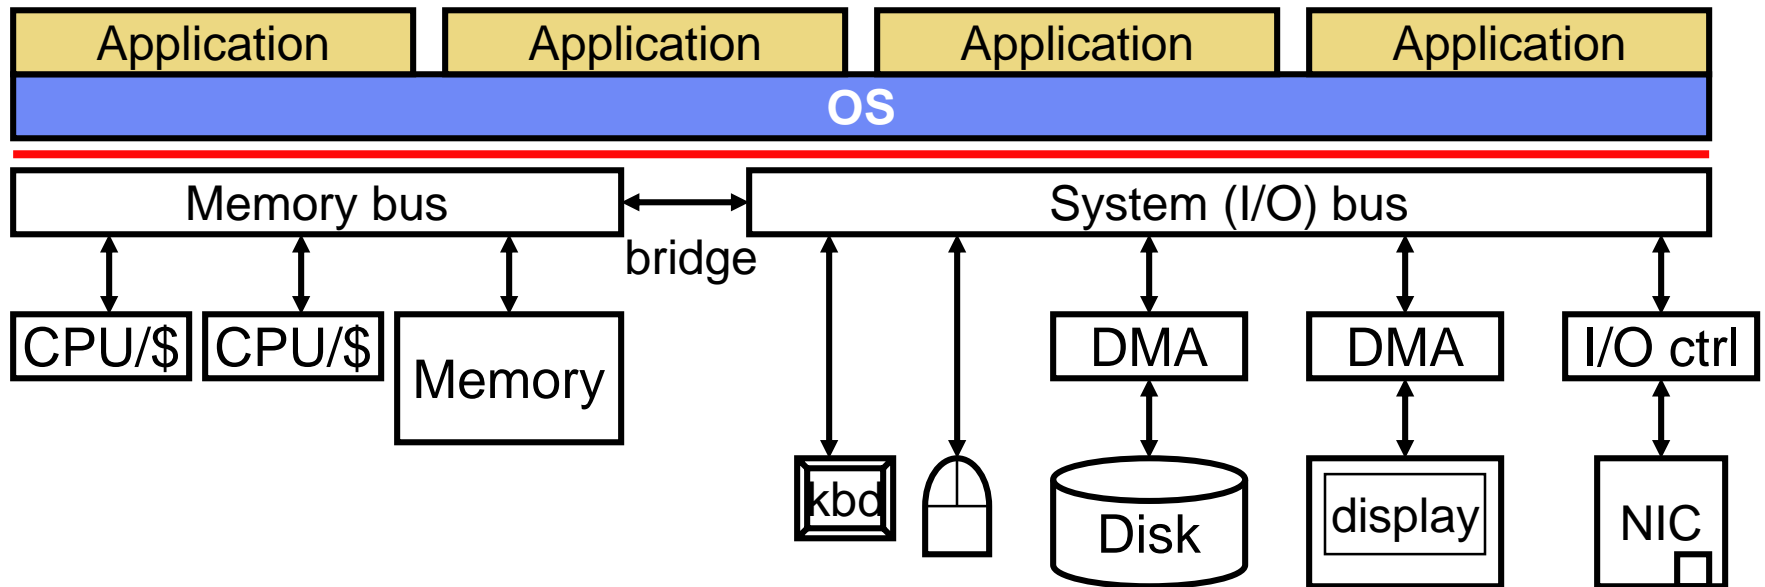 Application
Application
Application
Application
OS
Memory bus
System (I/O) bus
bridge
CPU/$
CPU/$
Memory
DMA
DMA
I/O ctrl
kbd
Disk
display
NIC